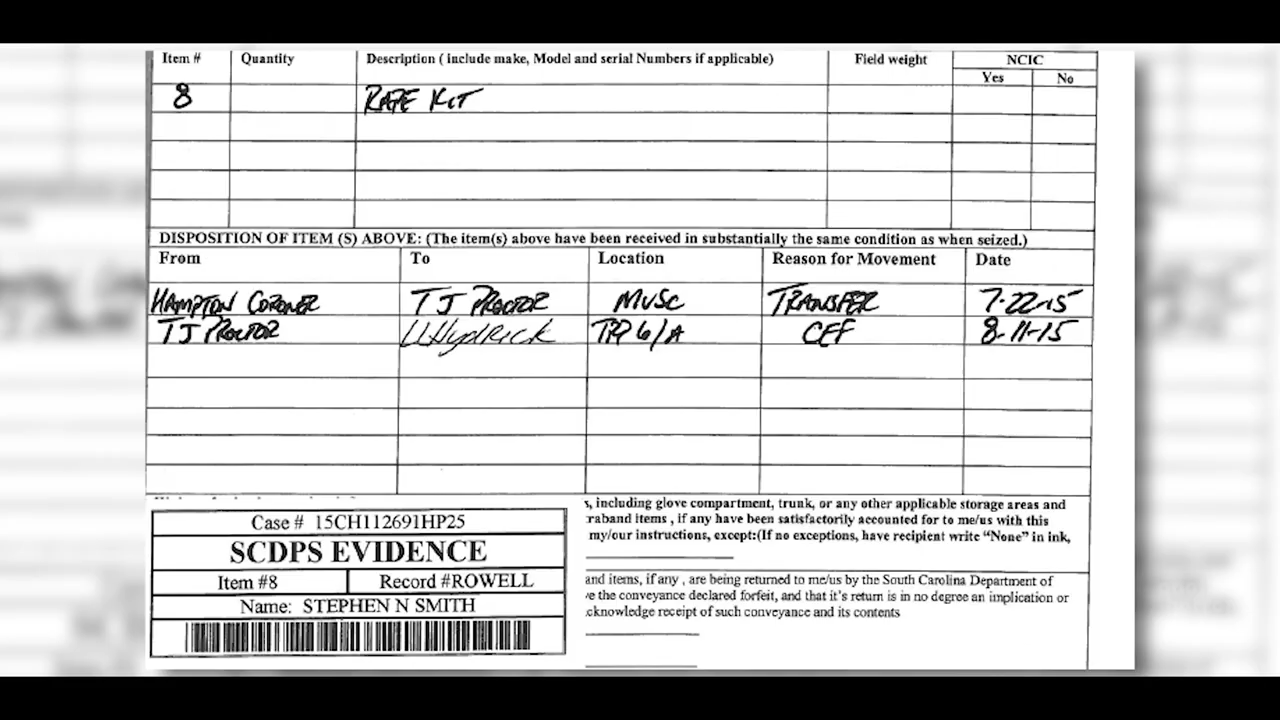 Item # Quantity Description ( include make, Model and serial Numbers if applicable) Field weight NCIC
Yes No
8 RAPE KIT
DISPOSITION OF ITEM (S) ABOVE: (The item(s) above have been received in substantially the same condition as when seized.)
From To Location Reason for Movement Date
HAMPTON CORONER TJ PROCTOR MUSC TRANSFER 7-22-15
TJ PROCTOR Hydrick TRP 6/A CEF 8-11-15
s, including glove compartment, trunk, or any other applicable storage areas and
raband items , if any have been satisfactorily accounted for to me/us with this
my/our instructions, except:(If no exceptions, have recipient write “None” in ink,
Case # 15CH112691HP25
SCDPS EVIDENCE
Item #8 Record #ROWELL
Name: STEPHEN N SMITH
and items, if any , are being returned to me/us by the South Carolina Department of
e the conveyance declared forfeit, and that it's return is in no degree an implication or
cknowledge receipt of such conveyance and its contents